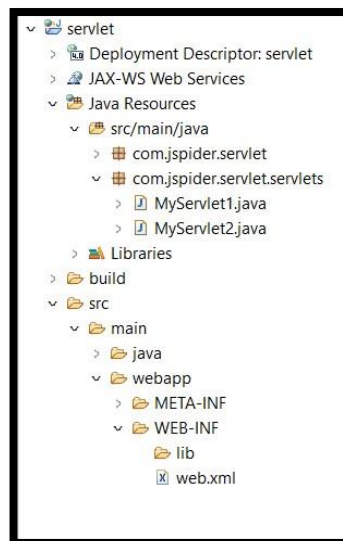 servlet
Deployment Descriptor: servlet
JAX-WS Web Services
Java Resources
src/main/java
com.jspider.servlet
com.jspider.servlet.servlets
MyServlet1.java
MyServlet2.java
Libraries
build
src
main
java
webapp
META-INF
WEB-INF
lib
web.xml